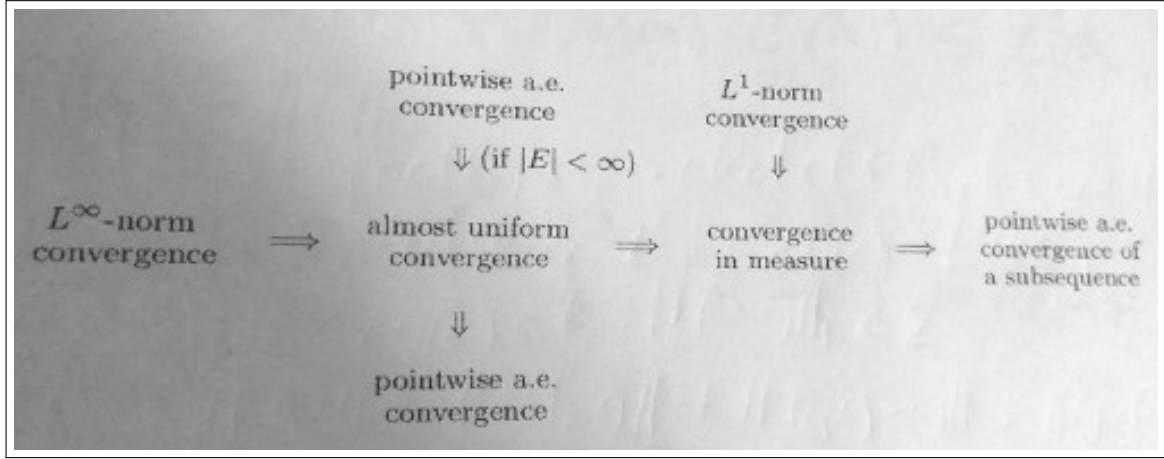 pointwise a.e.
convergence
L¹-norm
convergence
⇓ (if |E| < ∞)
⇓
L∞-norm
convergence
⟹
almost uniform
convergence
⟹
convergence
in measure
⟹
pointwise a.e.
convergence of
a subsequence
⇓
pointwise a.e.
convergence